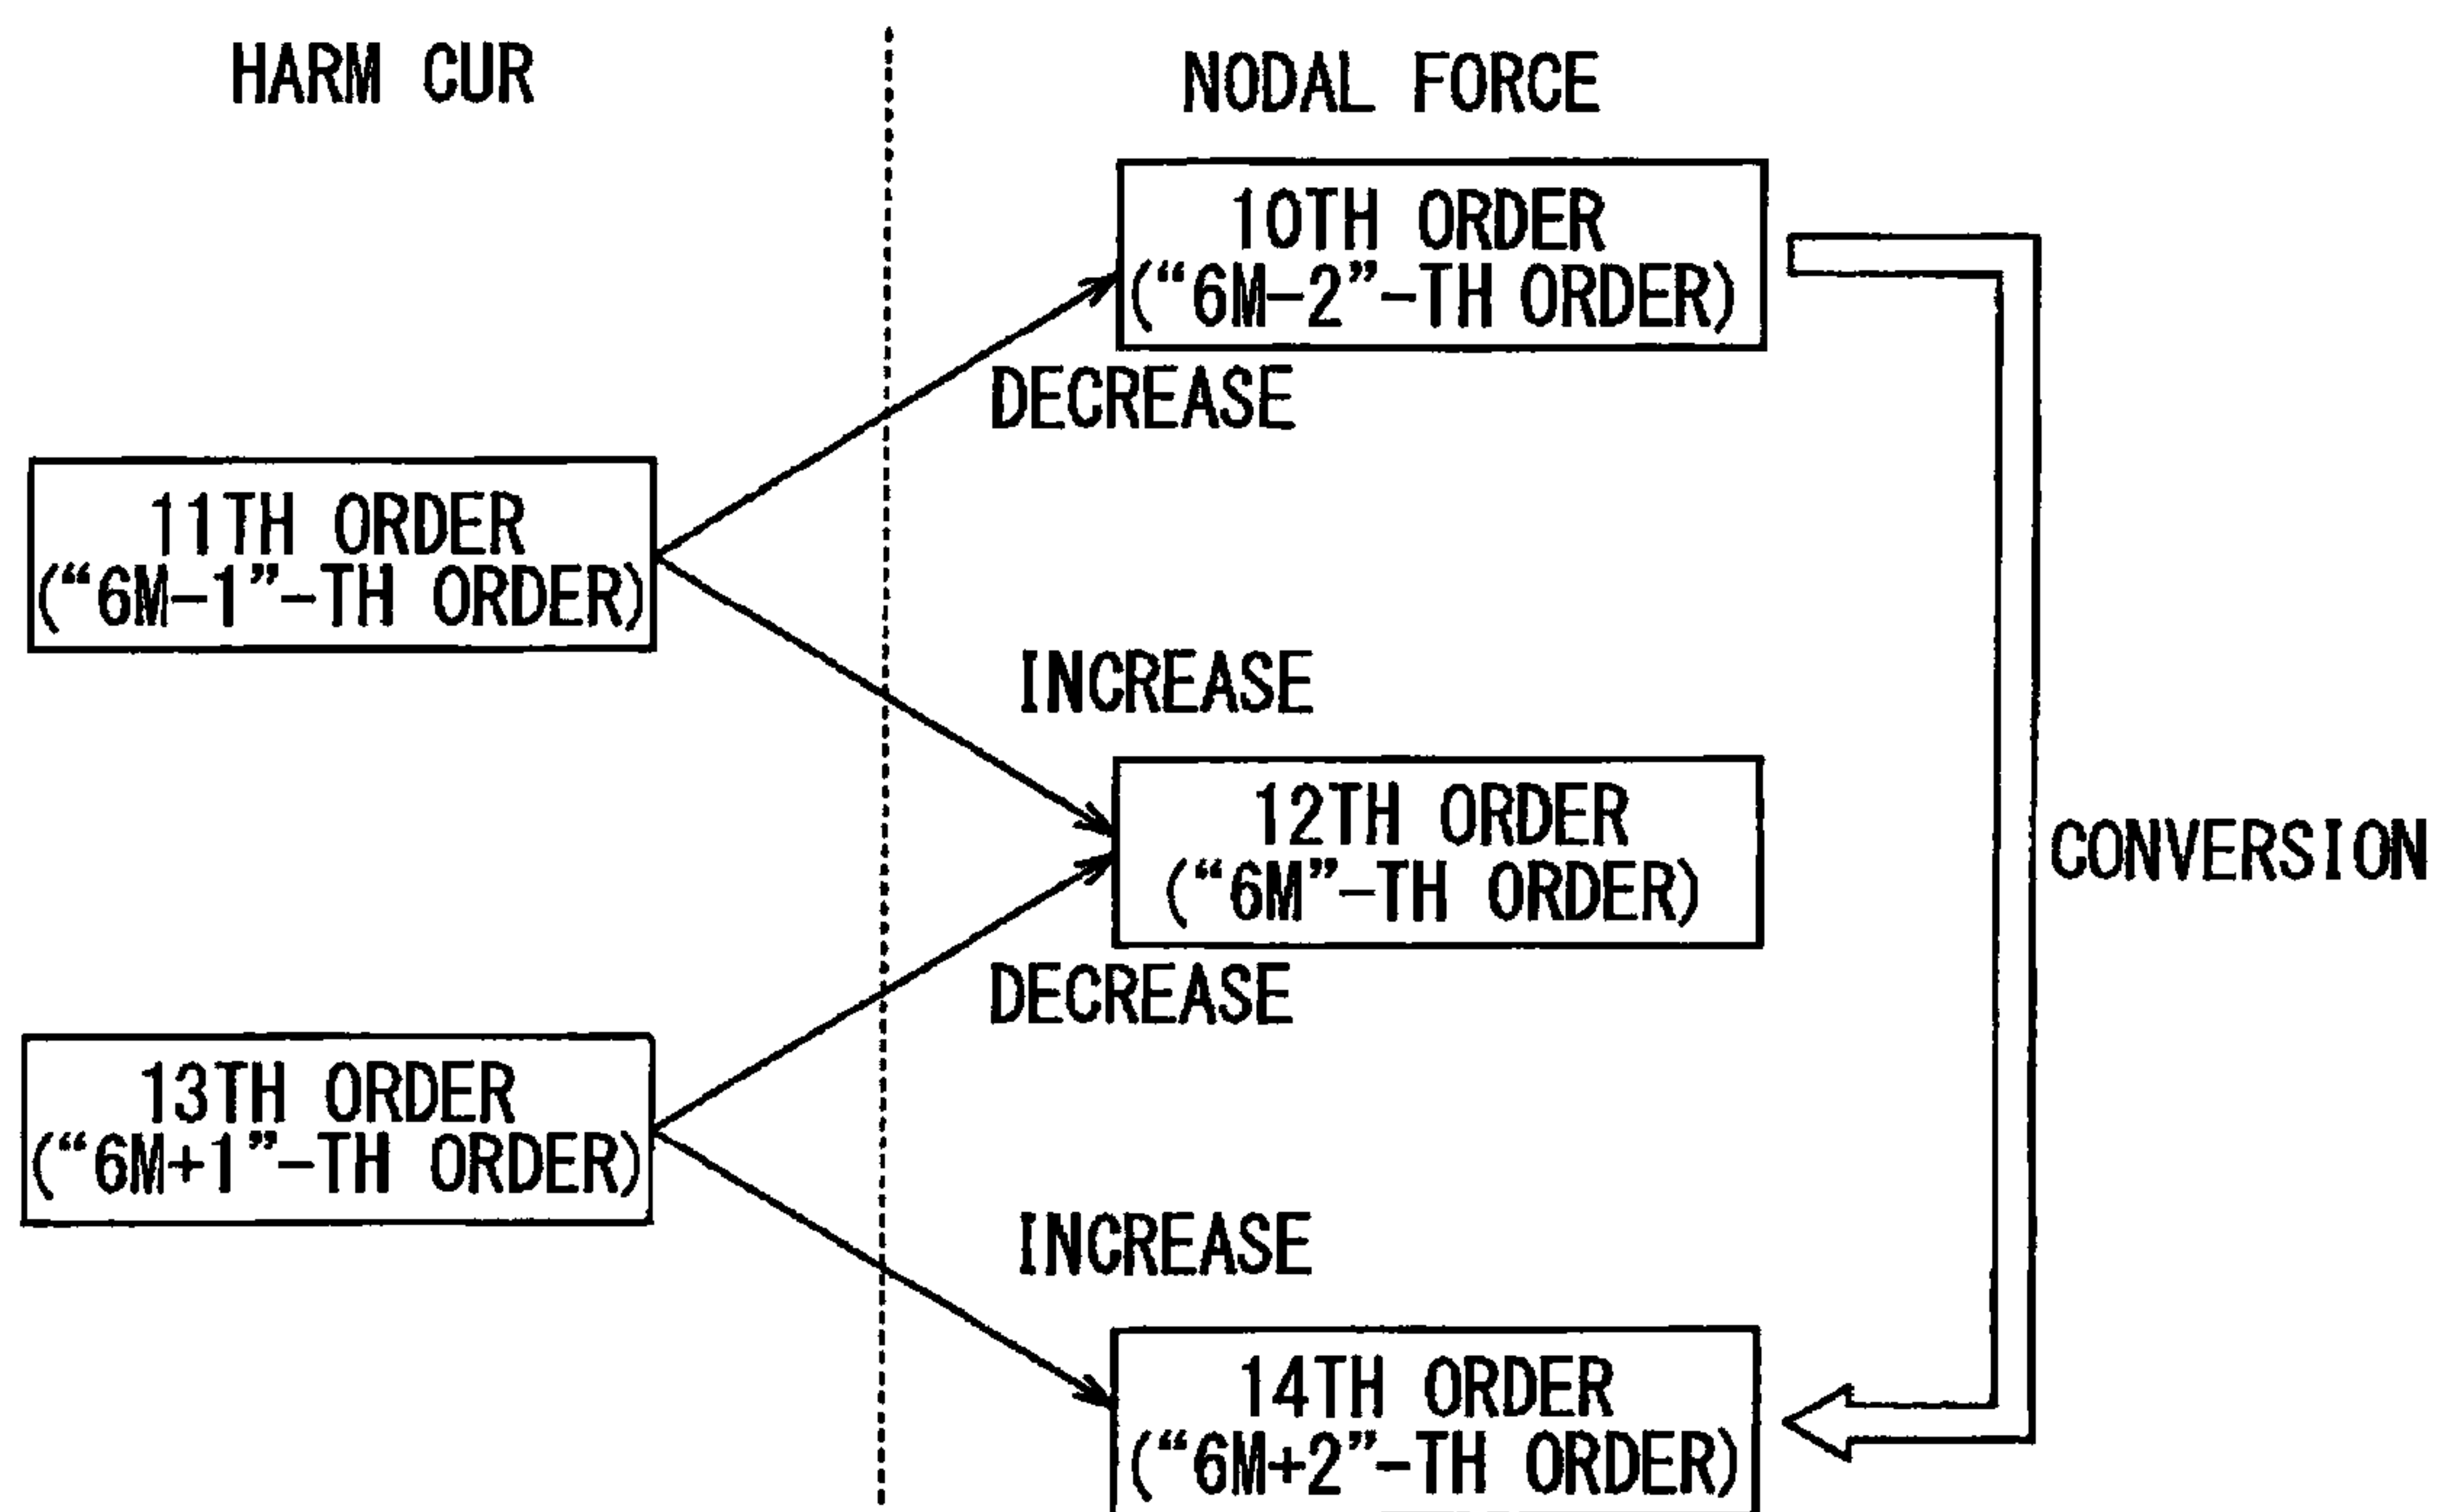 HARM CUR
NODAL FORCE
10TH ORDER
(“6M-2”-TH ORDER)
DECREASE
11TH ORDER
(“6M-1”-TH ORDER)
INCREASE
12TH ORDER
(“6M”-TH ORDER)
CONVERSION
DECREASE
13TH ORDER
(“6M+1”-TH ORDER)
INCREASE
14TH ORDER
(“6M+2”-TH ORDER)